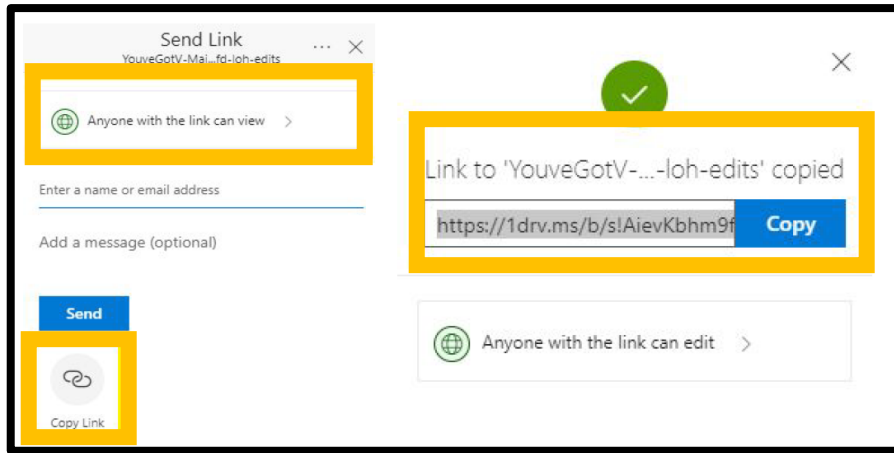 Send Link
YouveGotV-Mai...fd-loh-edits
Anyone with the link can view
Enter a name or email address
Add a message (optional)
Send
Copy Link
Link to 'YouveGotV-...-loh-edits' copied
https://1drv.ms/b/s!AievKbhm9f
Copy
Anyone with the link can edit